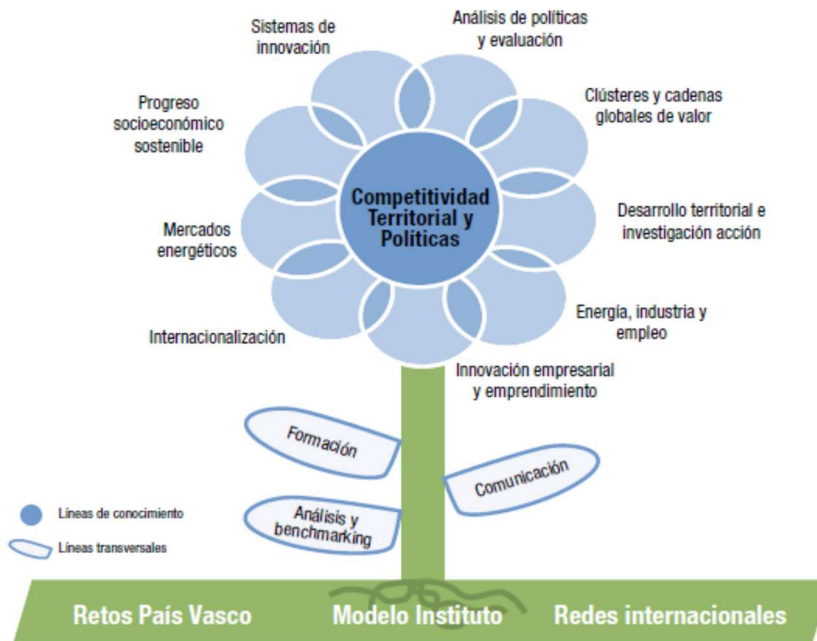 Sistemas de
innovación
Análisis de políticas
y evaluación
Progreso
socioeconómico
sostenible
Clústeres y cadenas
globales de valor
Competitividad
Territorial y
Políticas
Mercados
energéticos
Desarrollo territorial e
investigación acción
Internacionalización
Energía, industria y
empleo
Innovación empresarial
y emprendimiento
Formación
Comunicación
Análisis y
benchmarking
Líneas de conocimiento
Líneas transversales
Retos País Vasco
Modelo Instituto
Redes internacionales